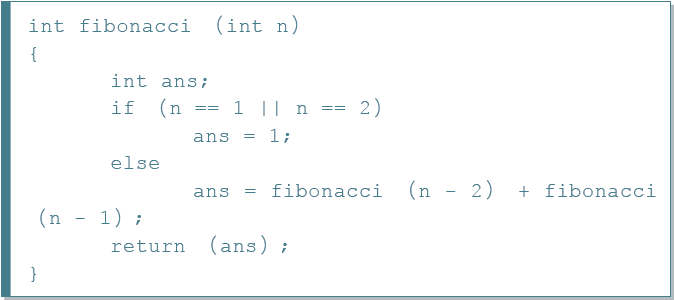 int fibonacci (int n)
{
int ans;
if (n == 1 || n == 2)
ans = 1;
else
ans = fibonacci (n - 2) + fibonacci
(n - 1) ;
return (ans) ;
}